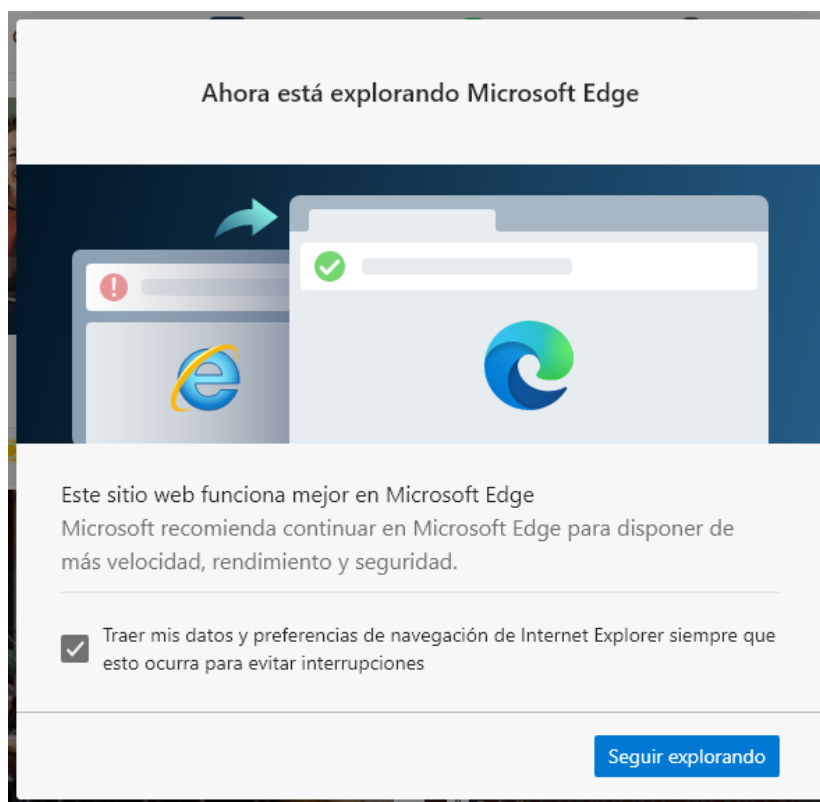 Ahora está explorando Microsoft Edge
Este sitio web funciona mejor en Microsoft Edge
Microsoft recomienda continuar en Microsoft Edge para disponer de
más velocidad, rendimiento y seguridad.
Traer mis datos y preferencias de navegación de Internet Explorer siempre que
esto ocurra para evitar interrupciones
Seguir explorando